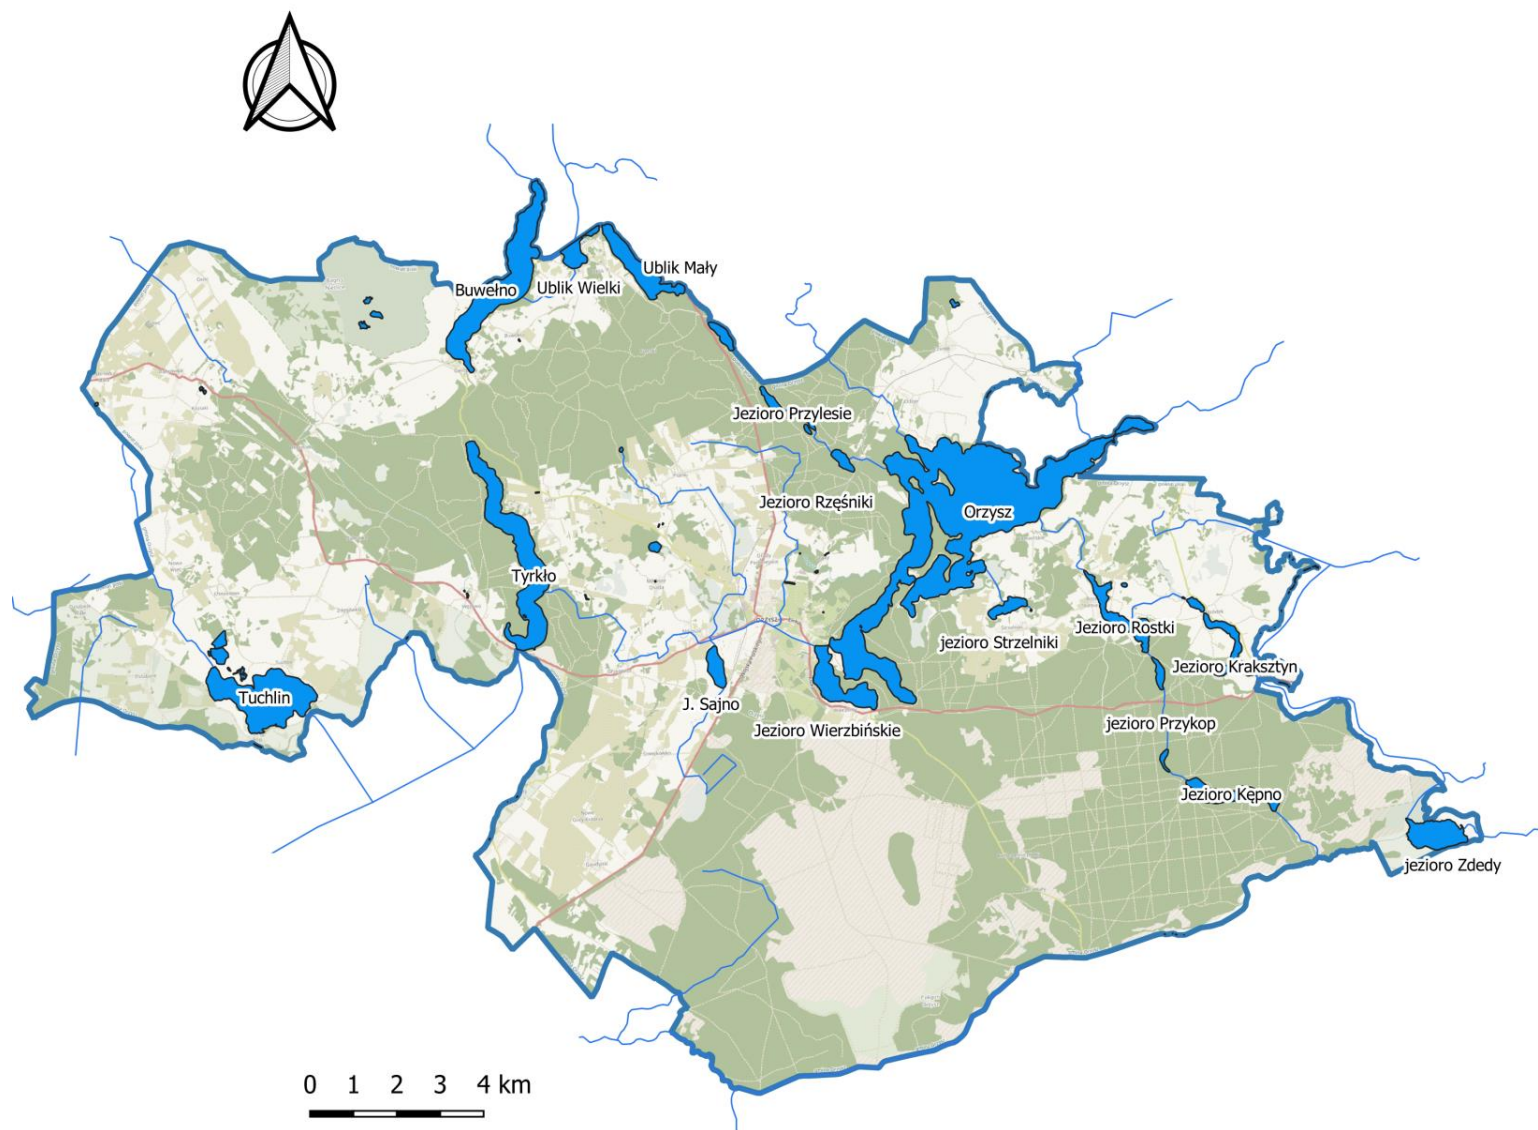 Ublik Mały
Buwełno
Ublik Wielki
Jezioro Przylesie
Jezioro Rzęśniki
Orzysz
Tyrkło
jezioro Strzelniki
Jezioro Rostki
Jezioro Kraksztyn
Tuchlin
J. Sajno
Jezioro Wierzbińskie
jezioro Przykop
Jezioro Kępno
jezioro Zdedy
0 1 2 3 4 km